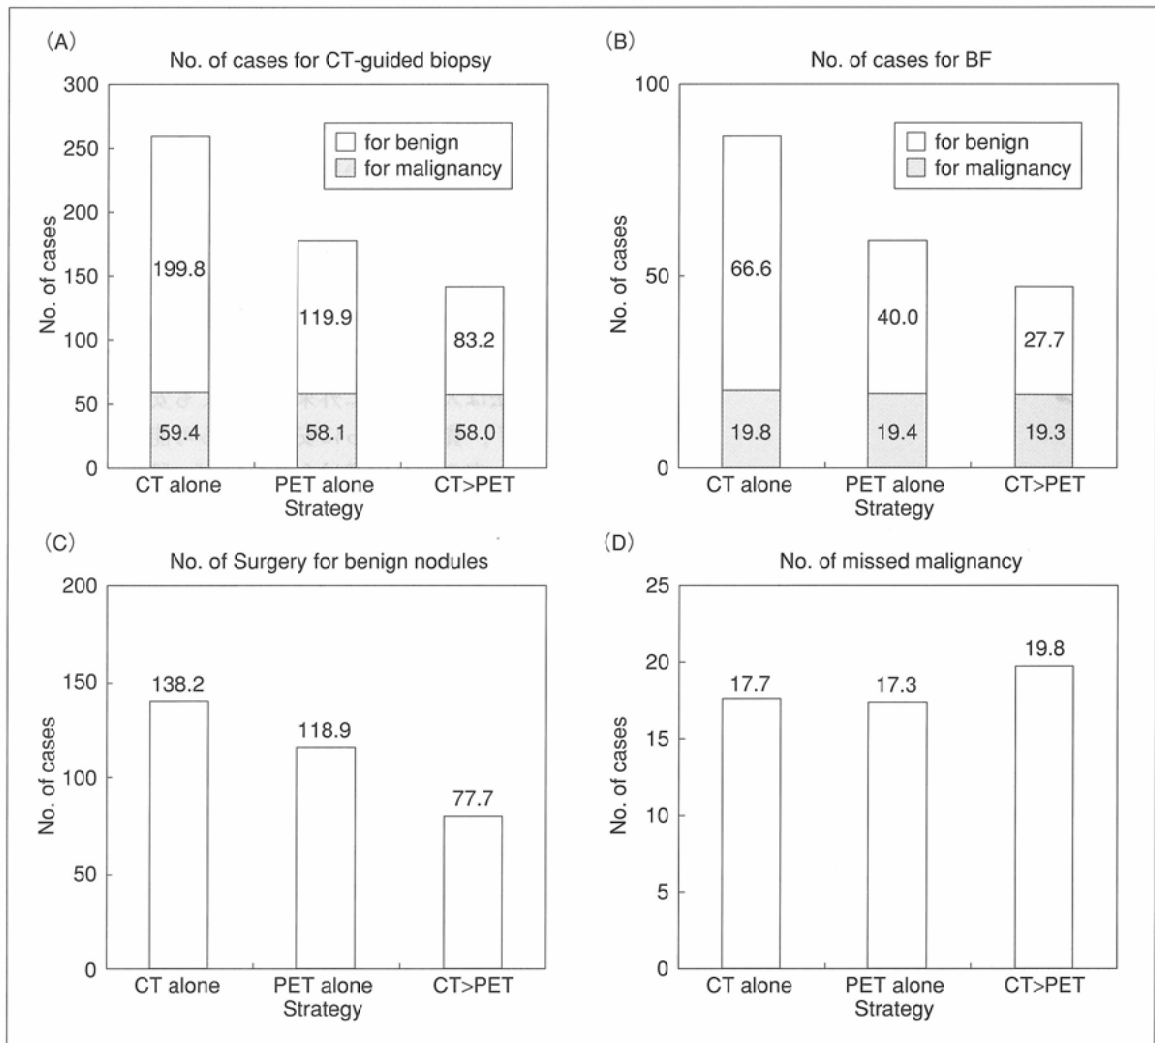 (A)
No. of cases for CT-guided biopsy
300
250
200
150
100
50
0
No. of cases
for benign
for malignancy
199.8
119.9
83.2
59.4
58.1
58.0
CT alone
PET alone
CT>PET
Strategy
(B)
No. of cases for BF
100
50
0
No. of cases
for benign
for malignancy
66.6
40.0
27.7
19.8
19.4
19.3
CT alone
PET alone
CT>PET
Strategy
(C)
No. of Surgery for benign nodules
200
150
100
50
0
No. of cases
138.2
118.9
77.7
CT alone
PET alone
CT>PET
Strategy
(D)
No. of missed malignancy
25
20
15
10
5
0
No. of cases
17.7
17.3
19.8
CT alone
PET alone
CT>PET
Strategy